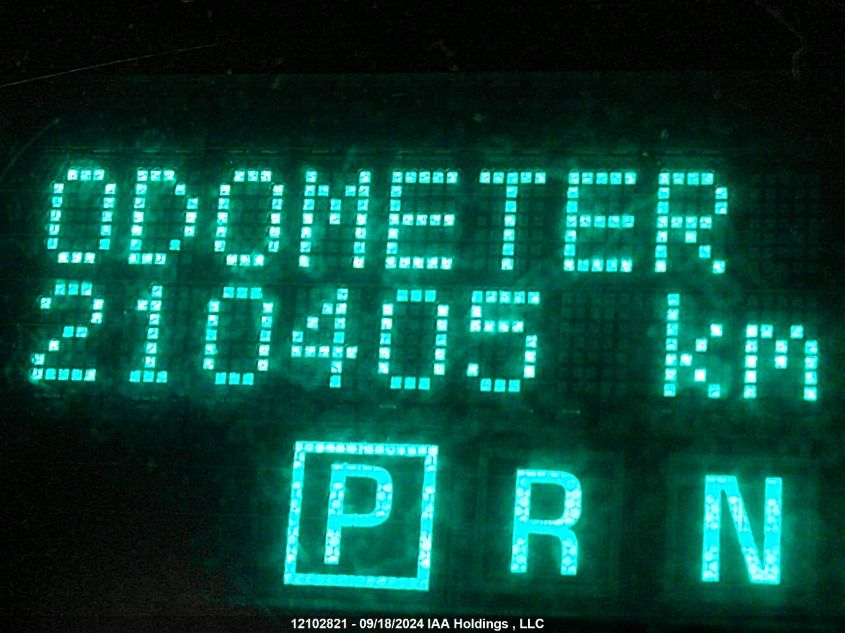 ODOMETER
210405 km
P R N
12102821 - 09/18/2024 IAA Holdings , LLC